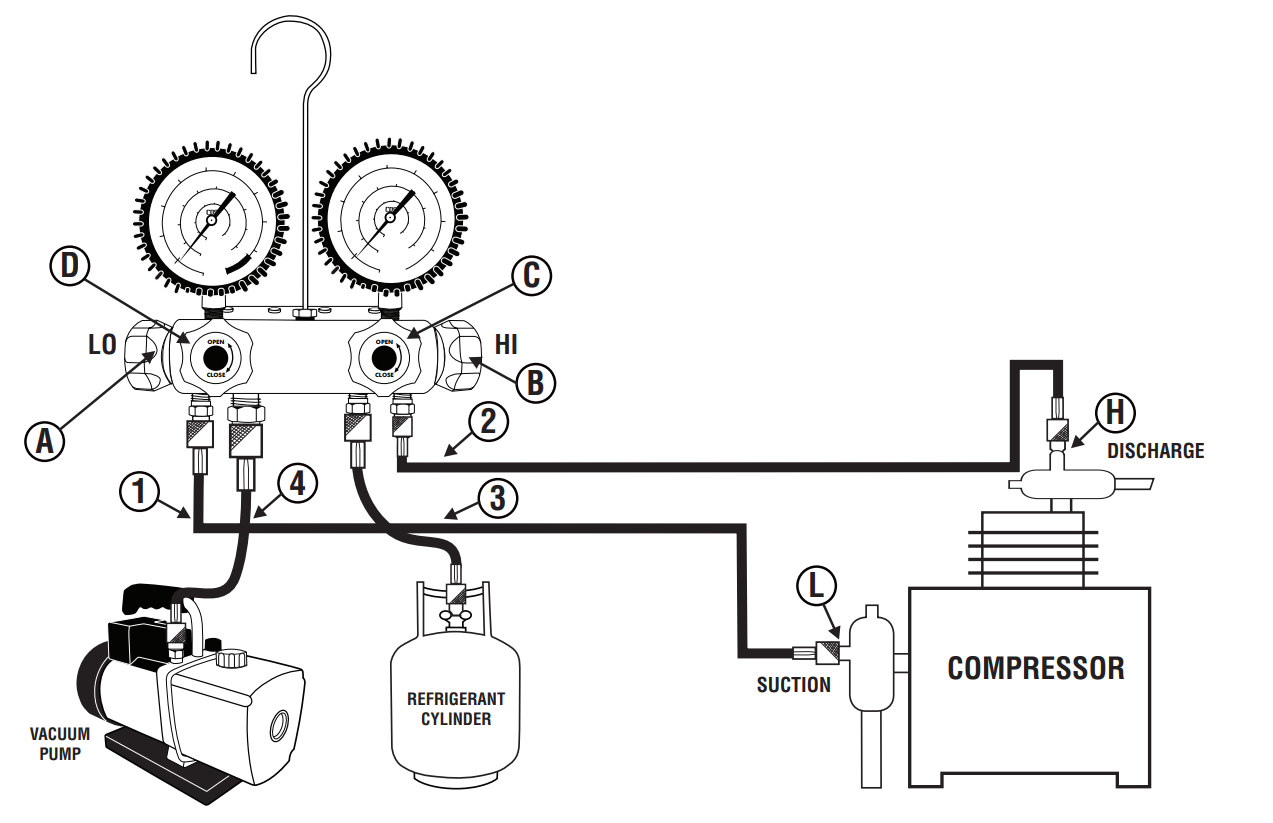 D
C
LO
OPEN
CLOSE
OPEN
CLOSE
HI
B
A
2
H
DISCHARGE
1
4
3
L
SUCTION
COMPRESSOR
REFRIGERANT
CYLINDER
VACUUM
PUMP